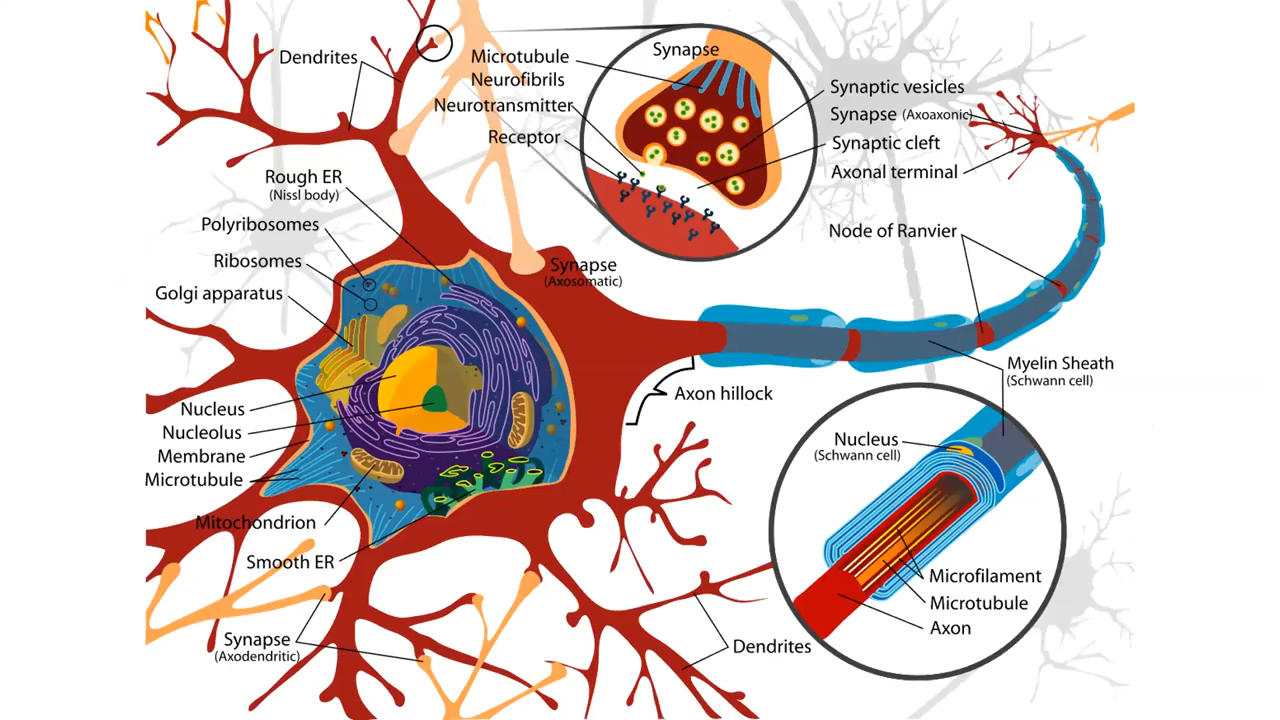 Dendrites
Microtubule
Neurofibrils
Neurotransmitter
Receptor
Synapse
Synaptic vesicles
Synapse (Axoaxonic)
Synaptic cleft
Axonal terminal
Rough ER
(Nissl body)
Polyribosomes
Ribosomes
Golgi apparatus
Synapse
(Axosomatic)
Node of Ranvier
Myelin Sheath
(Schwann cell)
Axon hillock
Nucleus
Nucleolus
Membrane
Microtubule
Mitochondrion
Smooth ER
Synapse
(Axodendritic)
Dendrites
Nucleus
(Schwann cell)
Microfilament
Microtubule
Axon